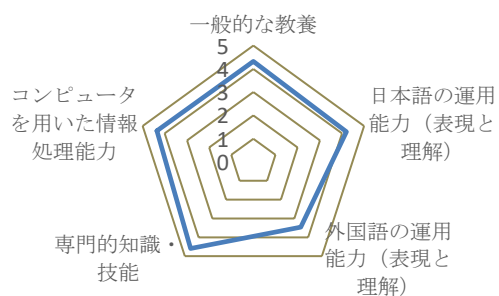 一般的な教養
5
4
3
2
1
0
日本語の運用
能力（表現と
理解）
外国語の運用
能力（表現と
理解）
専門的知識・
技能
コンピュータ
を用いた情報
処理能力